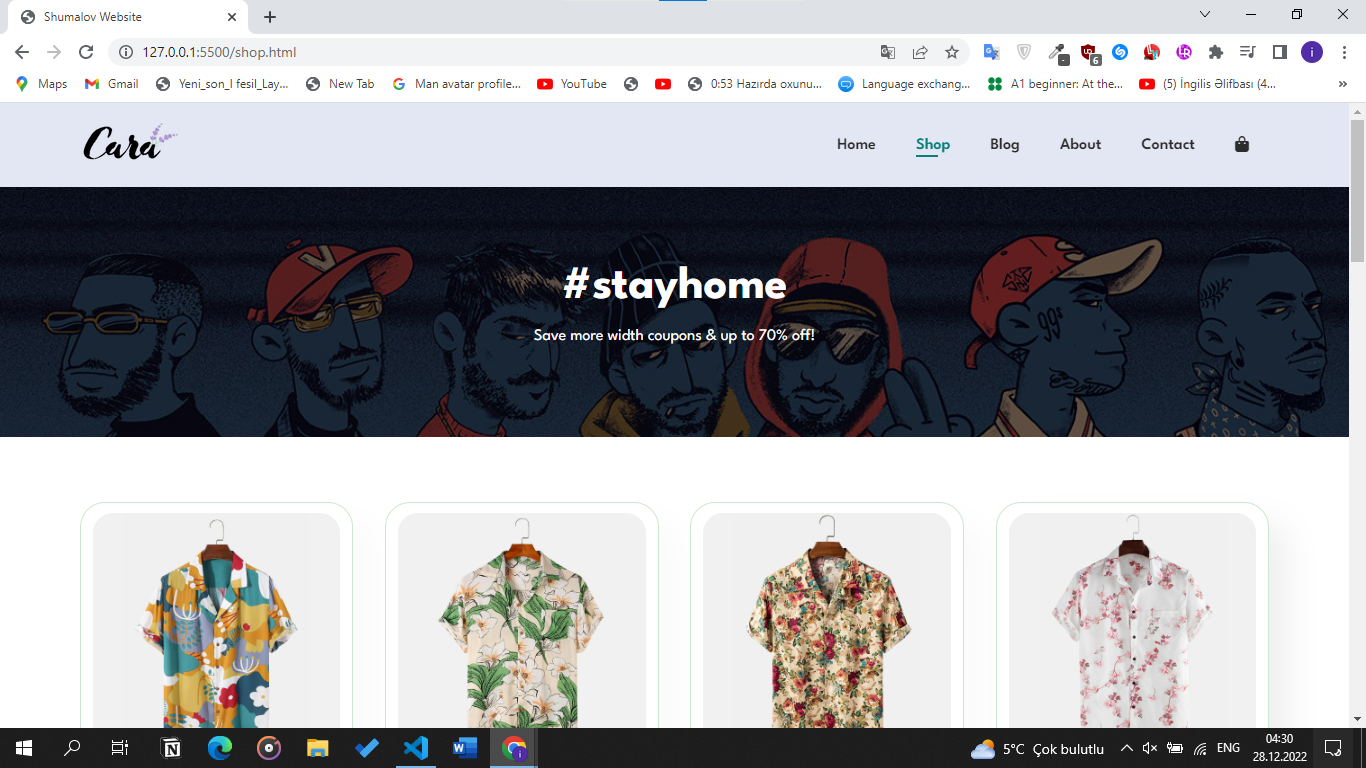 Shumalov Website
127.0.0.1:5500/shop.html
6
i
Maps
Gmail
Yeni_son_I fesil_Lay...
New Tab
Man avatar profile...
YouTube
0:53 Hazırda oxunu...
Language exchang...
A1 beginner: At the...
(5) İngilis Əlifbası (4...
»
Cara
Home
Shop
Blog
About
Contact
V
99s
#stayhome
Save more width coupons & up to 70% off!
5°C Çok bulutlu
ENG
04:30
28.12.2022